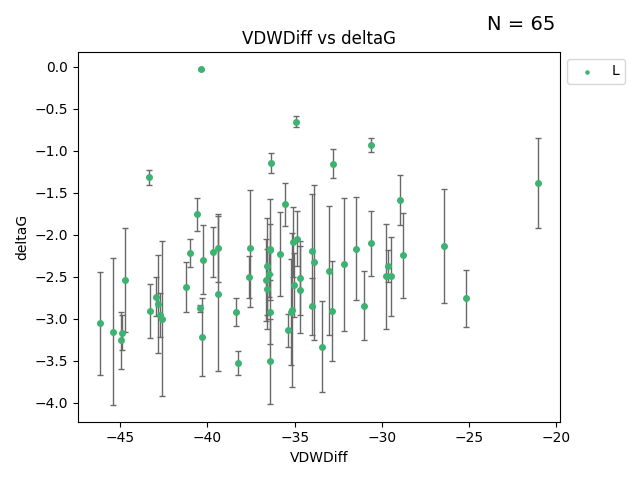 N = 65
VDWDiff vs deltaG
L
deltaG
0.0
−0.5
−1.0
−1.5
−2.0
−2.5
−3.0
−3.5
−4.0
−45 −40 −35 −30 −25 −20
VDWDiff